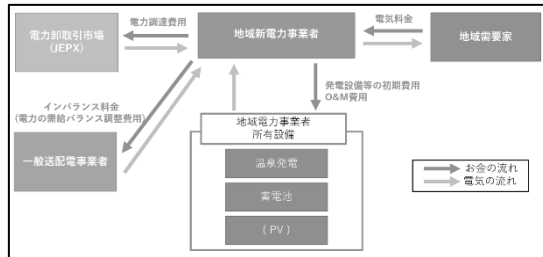 電力卸取引市場
(JEPX)
電力調達費用
地域新電力事業者
電気料金
地域需要家
発電設備等の初期費用
O&M費用
インバランス料金
(電力の需給バランス調整費用)
地域電力事業者
所有設備
一般送配電事業者
温泉発電
蓄電池
( PV )
お金の流れ
電気の流れ